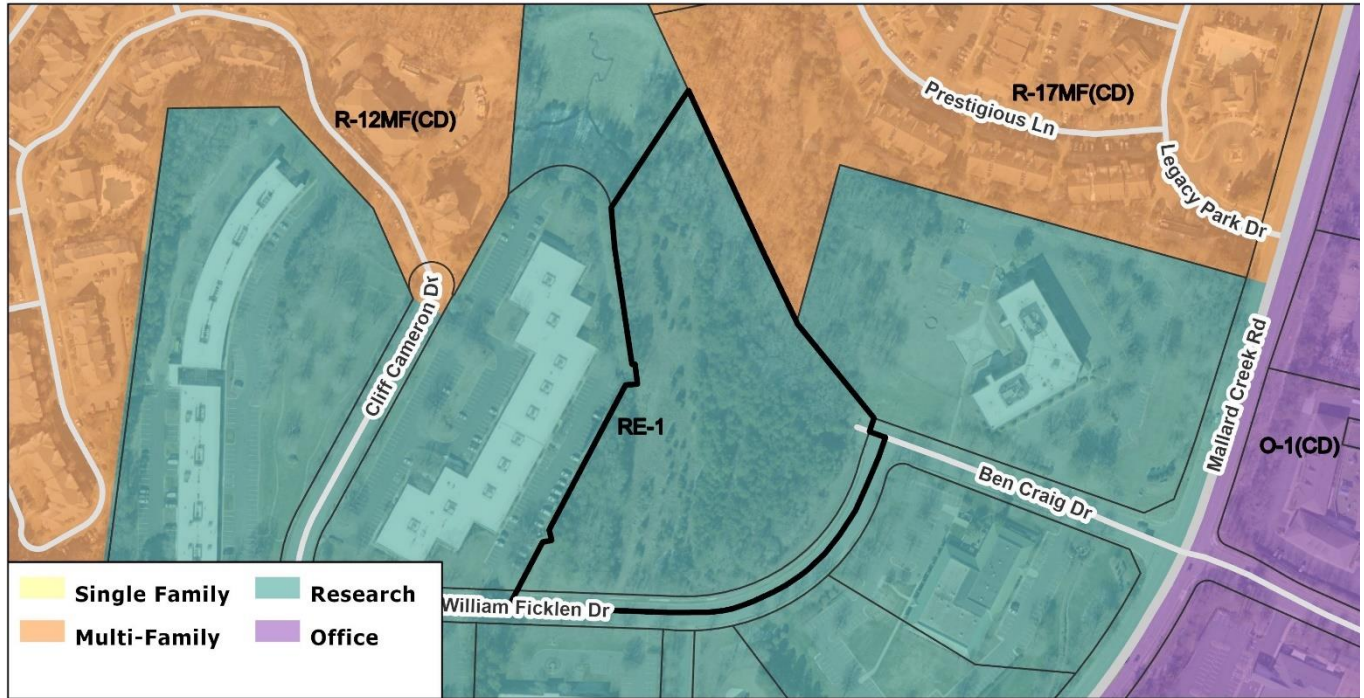 R-12MF(CD)
R-17MF(CD)
Prestigious Ln
Legacy Park Dr
Cliff Cameron Dr
Mallard Creek Rd
RE-1
O-1(CD)
Ben Craig Dr
William Ficklen Dr
Single Family
Research
Multi-Family
Office